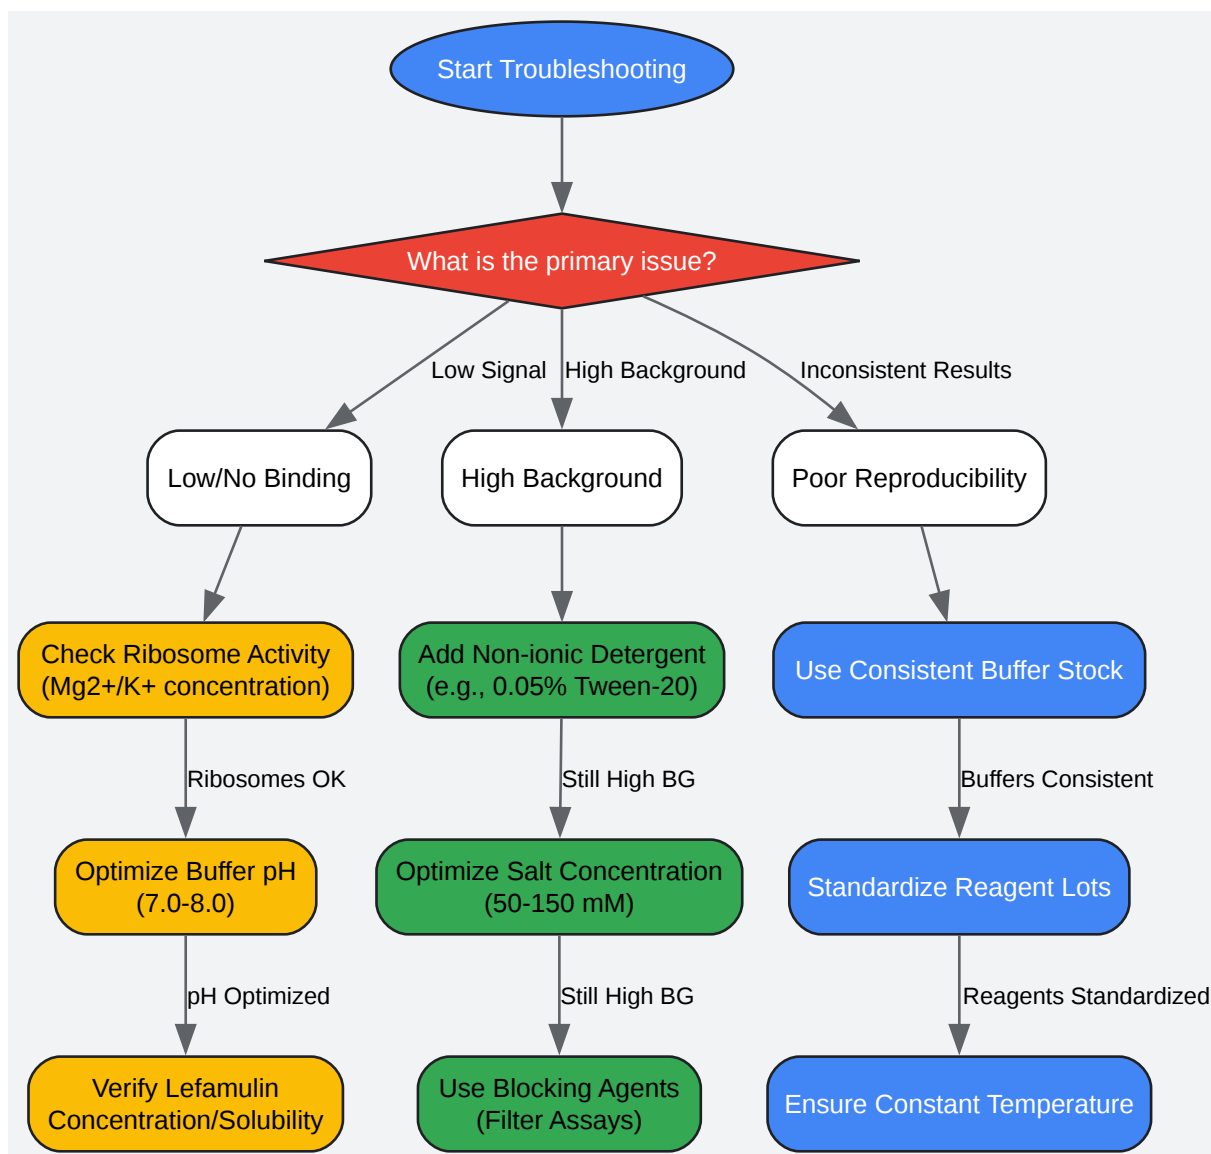 Start Troubleshooting
What is the primary issue?
Low Signal
High Background
Inconsistent Results
Low/No Binding
High Background
Poor Reproducibility
Check Ribosome Activity
(Mg2+/K+ concentration)
Add Non-ionic Detergent
(e.g., 0.05% Tween-20)
Use Consistent Buffer Stock
Ribosomes OK
Still High BG
Buffers Consistent
Optimize Buffer pH
(7.0-8.0)
Optimize Salt Concentration
(50-150 mM)
Standardize Reagent Lots
pH Optimized
Still High BG
Reagents Standardized
Verify Lefamulin
Concentration/Solubility
Use Blocking Agents
(Filter Assays)
Ensure Constant Temperature